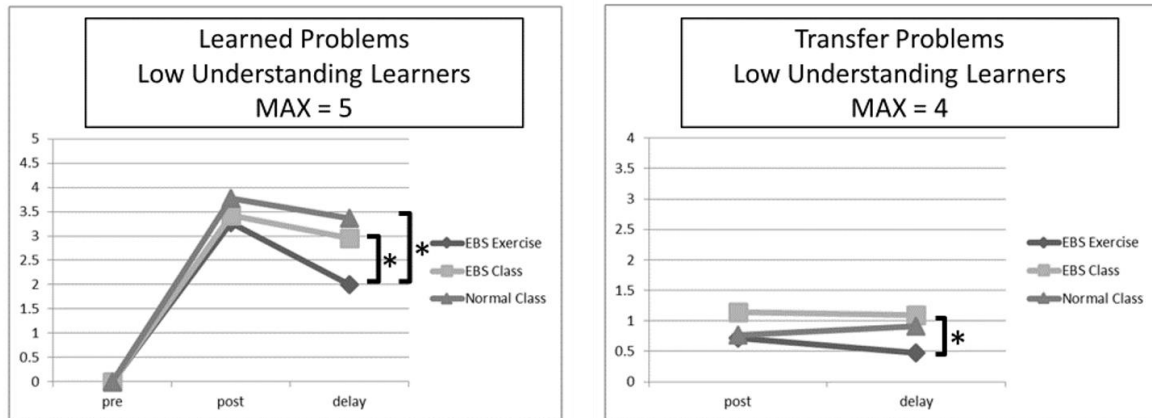 Learned Problems
Low Understanding Learners
MAX = 5
5
4.5
4
3.5
3
2.5
2
1.5
1
0.5
0
pre
post
delay
*
*
EBS Exercise
EBS Class
Normal Class
Transfer Problems
Low Understanding Learners
MAX = 4
4
3.5
3
2.5
2
1.5
1
0.5
0
post
delay
*
EBS Exercise
EBS Class
Normal Class